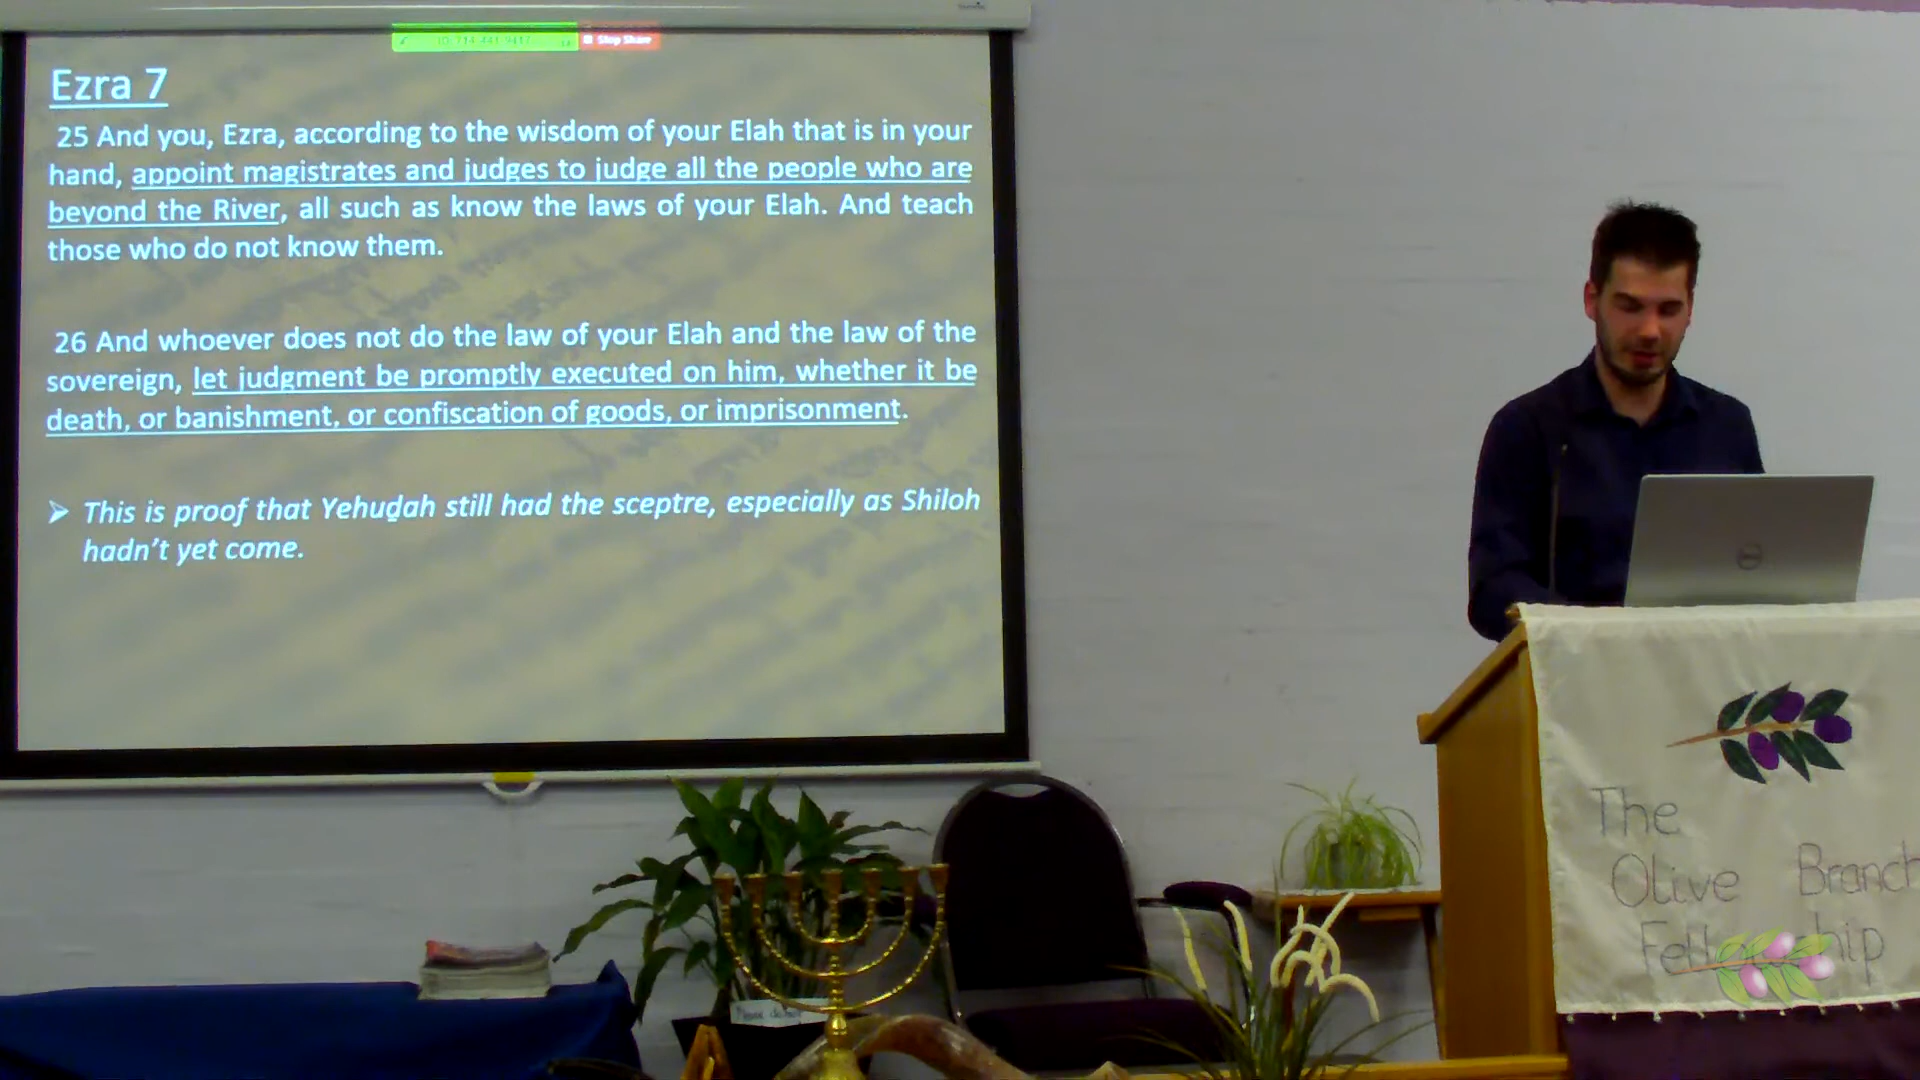 Stop Share
Ezra 7
25 And you, Ezra, according to the wisdom of your Elah that is in your
hand, appoint magistrates and judges to judge all the people who are
beyond the River, all such as know the laws of your Elah. And teach
those who do not know them.
26 And whoever does not do the law of your Elah and the law of the
sovereign, let judgment be promptly executed on him, whether it be
death, or banishment, or confiscation of goods, or imprisonment.
➢ This is proof that Yehuḏah still had the sceptre, especially as Shiloh
hadn't yet come.
The
Olive Branch
Fellowship
Please do not